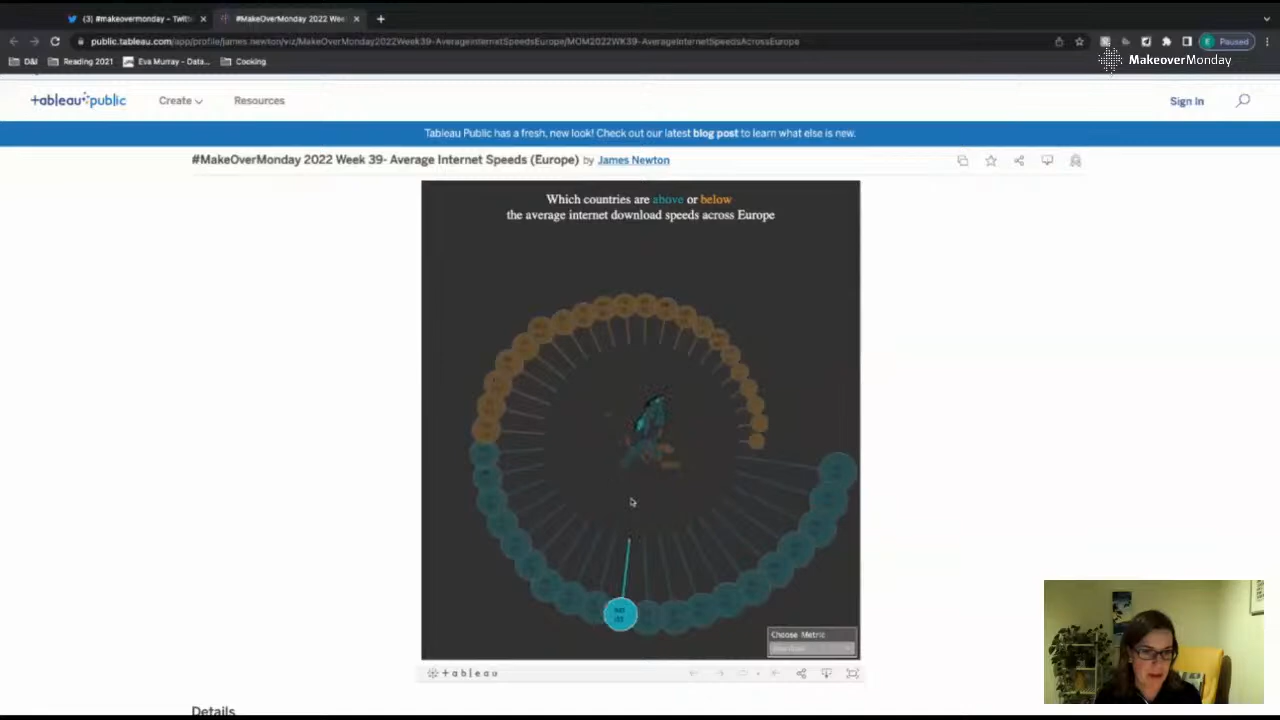 (3) #makeovermonday - Twitt
#MakeOverMonday 2022 Wee
public.tableau.com/app/profile/james.newton/viz/MakeOverMonday2022Week39-AverageInternetSpeedsEurope/MOM2022WK39-AverageInternetSpeedsAcrossEurope
Paused
D&I
Reading 2021
Eva Murray - Data...
Cooking
MakeoverMonday
+ableau+public
Create
Resources
Sign In
Tableau Public has a fresh, new look! Check out our latest blog post to learn what else is new.
#MakeOverMonday 2022 Week 39- Average Internet Speeds (Europe) by James Newton
Which countries are above or below
the average internet download speeds across Europe
Choose Metric
+ableau
Details